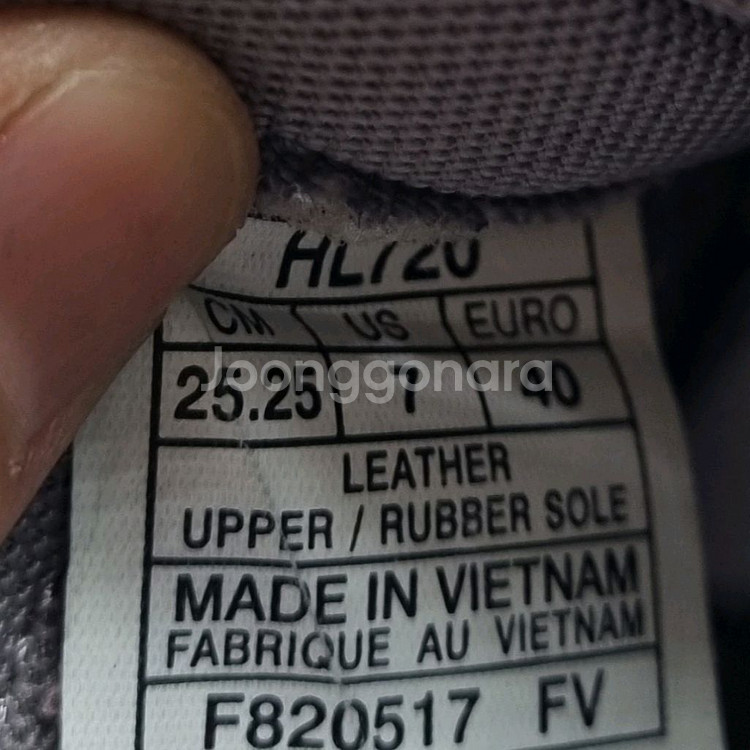 HL720
CM US EURO
25.25 7 40
Joonggonara
LEATHER
UPPER / RUBBER SOLE
MADE IN VIETNAM
FABRIQUE AU VIETNAM
F820517 FV